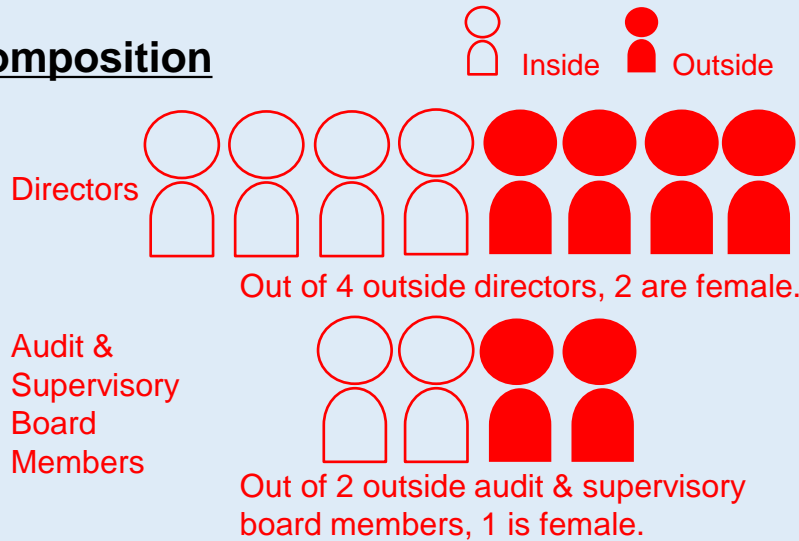 omposition
Inside Outside
Directors
Out of 4 outside directors, 2 are female.
Audit &
Supervisory
Board
Members
Out of 2 outside audit & supervisory
board members, 1 is female.